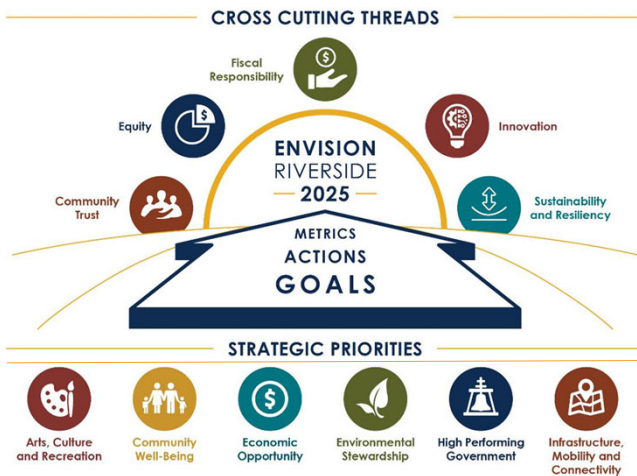 CROSS CUTTING THREADS
Fiscal
Responsibility
$
$
Equity
Innovation
ENVISION
RIVERSIDE
2025
Community
Trust
Sustainability
and Resiliency
METRICS
ACTIONS
GOALS
STRATEGIC PRIORITIES
$
Arts, Culture
and Recreation
Community
Well-Being
Economic
Opportunity
Environmental
Stewardship
High Performing
Government
Infrastructure,
Mobility and
Connectivity